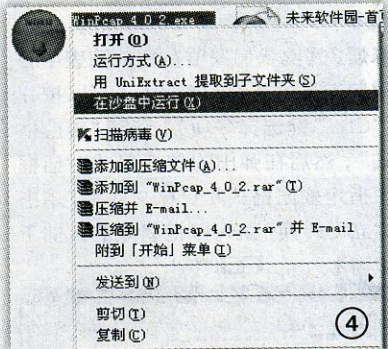 WinPcap_4_0_2.exe
未来软件园-首
打开(O)
运行方式(A)...
用 UniExtract 提取到子文件夹(S)
在沙盘中运行(X)
扫描病毒(V)
添加到压缩文件(A)...
添加到 "WinPcap_4_0_2.rar"(T)
压缩并 E-mail...
压缩到 "WinPcap_4_0_2.rar" 并 E-mail
附到「开始」菜单(I)
发送到(N)
剪切(T)
复制(C)
④